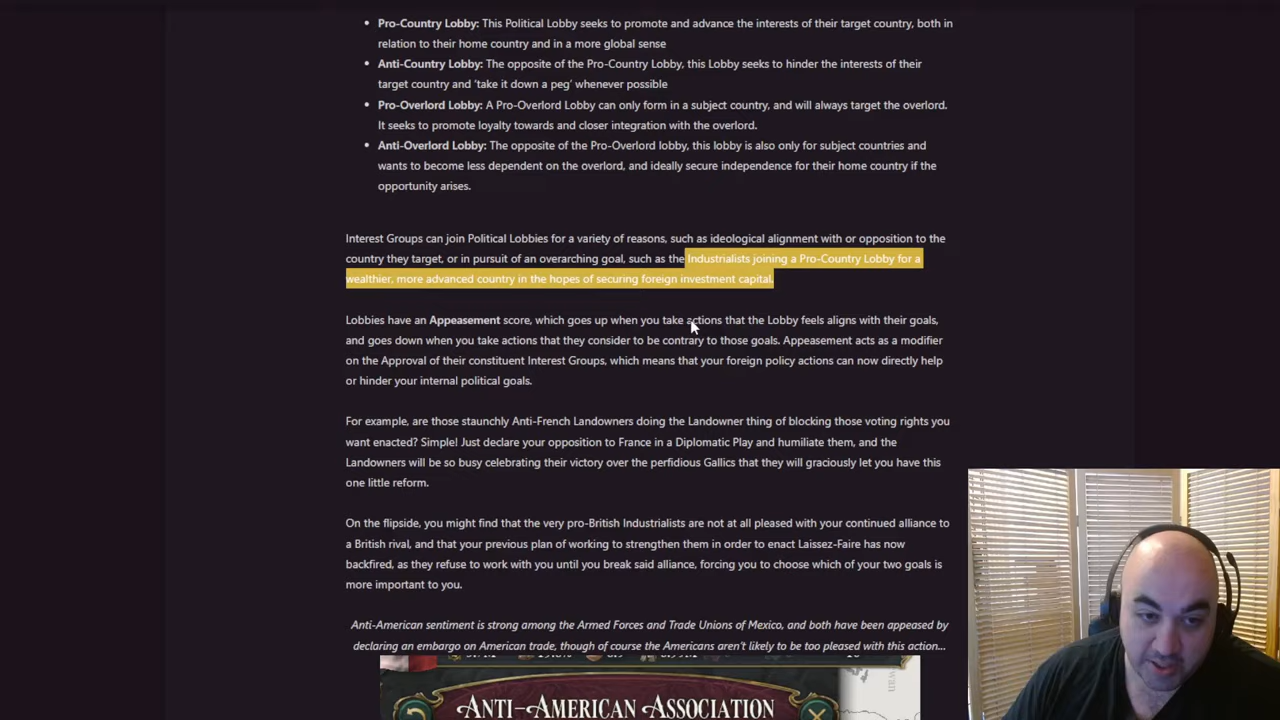 Pro-Country Lobby: This Political Lobby seeks to promote and advance the interests of their target country, both in
relation to their home country and in a more global sense
Anti-Country Lobby: The opposite of the Pro-Country Lobby, this Lobby seeks to hinder the interests of their
target country and ‘take it down a peg’ whenever possible
Pro-Overlord Lobby: A Pro-Overlord Lobby can only form in a subject country, and will always target the overlord.
It seeks to promote loyalty towards and closer integration with the overlord.
Anti-Overlord Lobby: The opposite of the Pro-Overlord lobby, this lobby is also only for subject countries and
wants to become less dependent on the overlord, and ideally secure independence for their home country if the
opportunity arises.
Interest Groups can join Political Lobbies for a variety of reasons, such as ideological alignment with or opposition to the
country they target, or in pursuit of an overarching goal, such as the Industrialists joining a Pro-Country Lobby for a
wealthier, more advanced country in the hopes of securing foreign investment capital.
Lobbies have an Appeasement score, which goes up when you take actions that the Lobby feels aligns with their goals,
and goes down when you take actions that they consider to be contrary to those goals. Appeasement acts as a modifier
on the Approval of their constituent Interest Groups, which means that your foreign policy actions can now directly help
or hinder your internal political goals.
For example, are those staunchly Anti-French Landowners doing the Landowner thing of blocking those voting rights you
want enacted? Simple! Just declare your opposition to France in a Diplomatic Play and humiliate them, and the
Landowners will be so busy celebrating their victory over the perfidious Gallics that they will graciously let you have this
one little reform.
On the flipside, you might find that the very pro-British Industrialists are not at all pleased with your continued alliance to
a British rival, and that your previous plan of working to strengthen them in order to enact Laissez-Faire has now
backfired, as they refuse to work with you until you break said alliance, forcing you to choose which of your two goals is
more important to you.
Anti-American sentiment is strong among the Armed Forces and Trade Unions of Mexico, and both have been appeased by
declaring an embargo on American trade, though of course the Americans aren’t likely to be too pleased with this action...
ANTI-AMERICAN ASSOCIATION